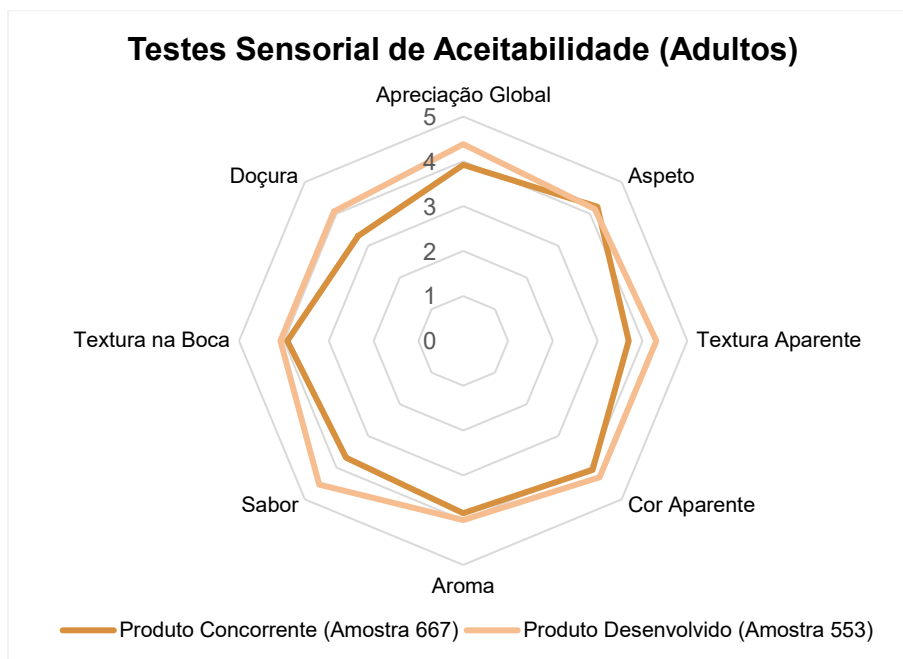 Testes Sensorial de Aceitabilidade (Adultos)
Apreciação Global
5
4
3
2
1
0
Doçura
Aspeto
Textura na Boca
Textura Aparente
Sabor
Cor Aparente
Aroma
Produto Concorrente (Amostra 667)
Produto Desenvolvido (Amostra 553)